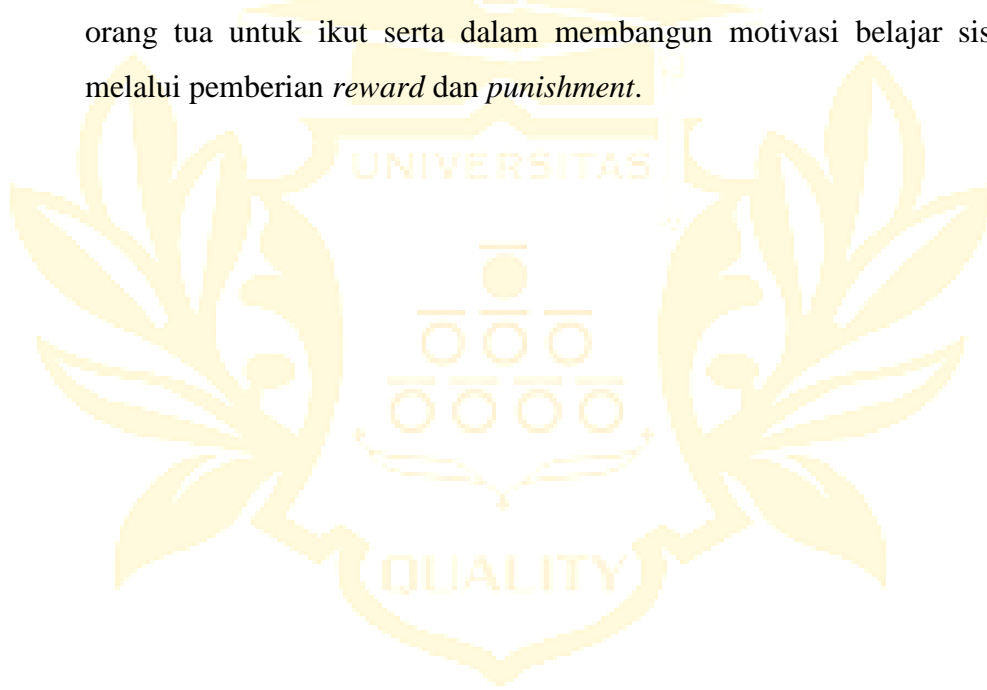 orang tua untuk ikut serta dalam membangun motivasi belajar sis
melalui pemberian reward dan punishment.
UNIVERSITAS
QUALITY